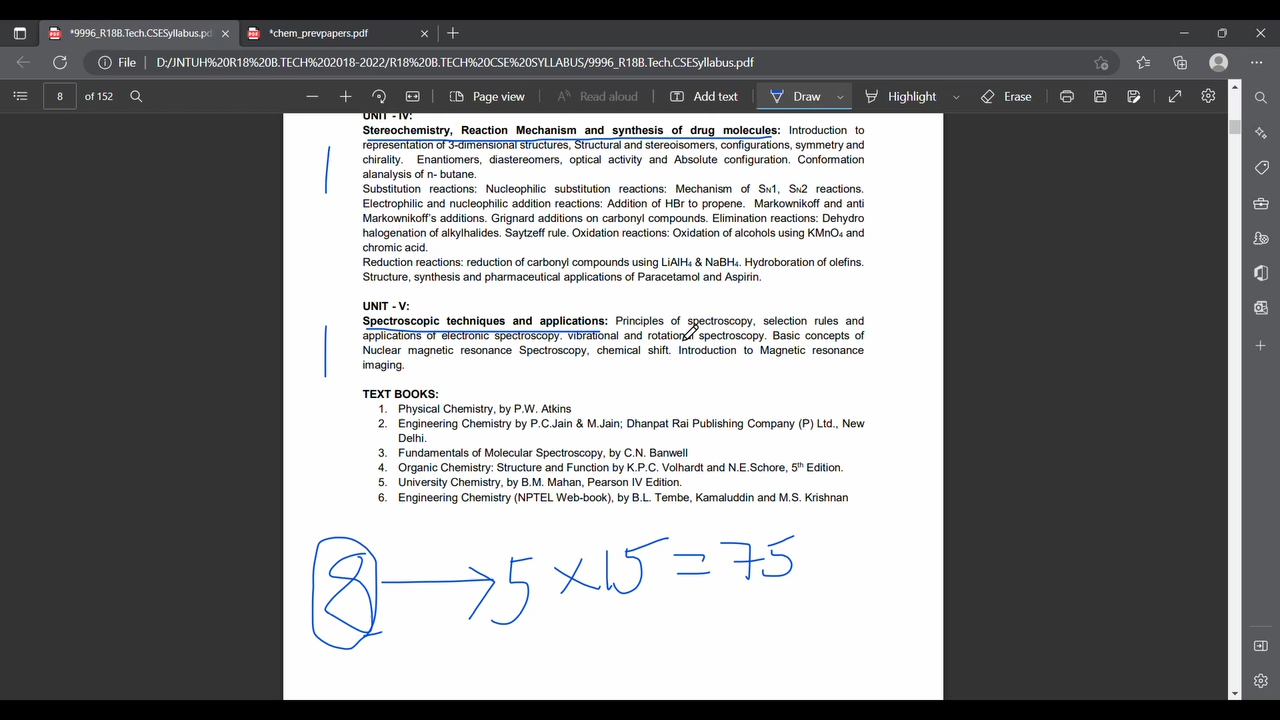 *9996_R18B.Tech.CSESyllabus.pd
*chem_prevpapers.pdf
File
D:/JNTUH%20R18%20B.TECH%202018-2022/R18%20B.TECH%20CSE%20SYLLABUS/9996_R18B.Tech.CSESyllabus.pdf
8 of 152
Page view
Read aloud
Add text
Draw
Highlight
Erase
UNIT - IV:
Stereochemistry, Reaction Mechanism and synthesis of drug molecules: Introduction to
representation of 3-dimensional structures, Structural and stereoisomers, configurations, symmetry and
chirality. Enantiomers, diastereomers, optical activity and Absolute configuration. Conformation
alanalysis of n- butane.
Substitution reactions: Nucleophilic substitution reactions: Mechanism of SN1, SN2 reactions.
Electrophilic and nucleophilic addition reactions: Addition of HBr to propene. Markownikoff and anti
Markownikoff's additions. Grignard additions on carbonyl compounds. Elimination reactions: Dehydro
halogenation of alkylhalides. Saytzeff rule. Oxidation reactions: Oxidation of alcohols using KMnO4 and
chromic acid.
Reduction reactions: reduction of carbonyl compounds using LiAlH4 & NaBH4. Hydroboration of olefins.
Structure, synthesis and pharmaceutical applications of Paracetamol and Aspirin.
UNIT - V:
Spectroscopic techniques and applications: Principles of spectroscopy, selection rules and
applications of electronic spectroscopy. vibrational and rotational spectroscopy. Basic concepts of
Nuclear magnetic resonance Spectroscopy, chemical shift. Introduction to Magnetic resonance
imaging.
TEXT BOOKS:
1. Physical Chemistry, by P.W. Atkins
2. Engineering Chemistry by P.C.Jain & M.Jain; Dhanpat Rai Publishing Company (P) Ltd., New
Delhi.
3. Fundamentals of Molecular Spectroscopy, by C.N. Banwell
4. Organic Chemistry: Structure and Function by K.P.C. Volhardt and N.E.Schore, 5th Edition.
5. University Chemistry, by B.M. Mahan, Pearson IV Edition.
6. Engineering Chemistry (NPTEL Web-book), by B.L. Tembe, Kamaluddin and M.S. Krishnan
8 → 5 × 15 = 75